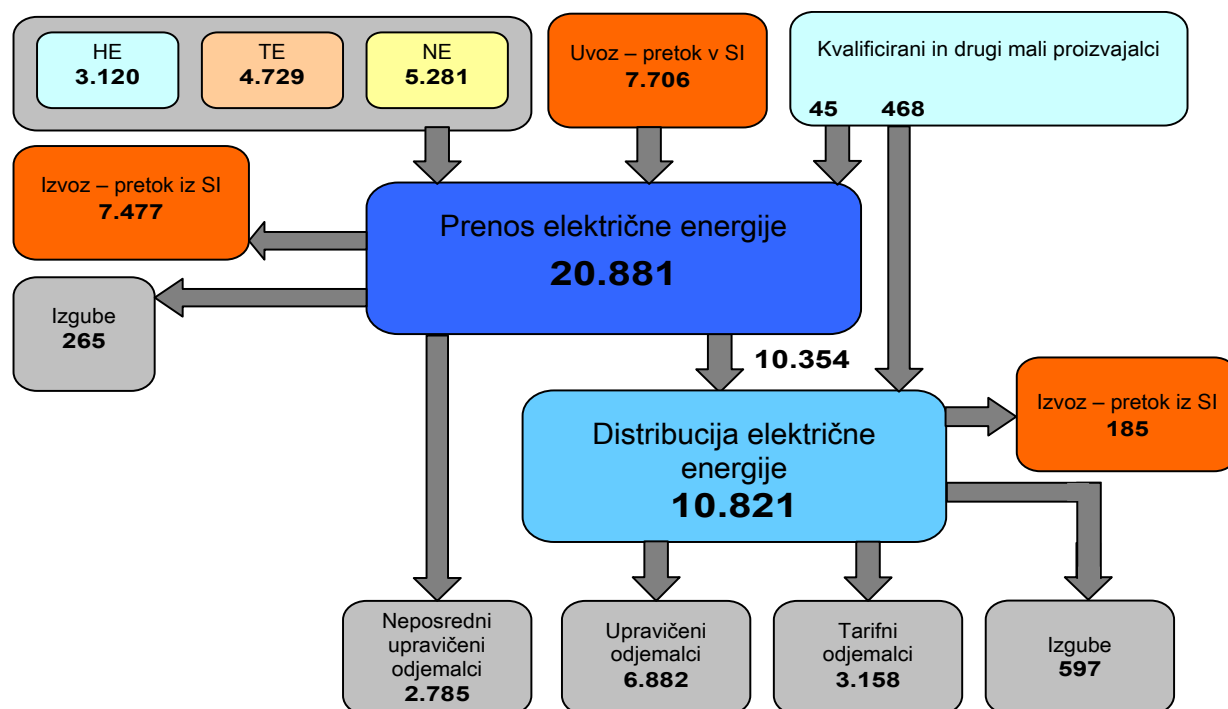 HE
3.120
TE
4.729
NE
5.281
Uvoz – pretok v SI
7.706
Kvalificirani in drugi mali proizvajalci
45
468
Izvoz – pretok iz SI
7.477
Prenos električne energije
20.881
Izgube
265
10.354
Izvoz – pretok iz SI
185
Distribucija električne
energije
10.821
Neposredni
upravičeni
odjemalci
2.785
Upravičeni
odjemalci
6.882
Tarifni
odjemalci
3.158
Izgube
597